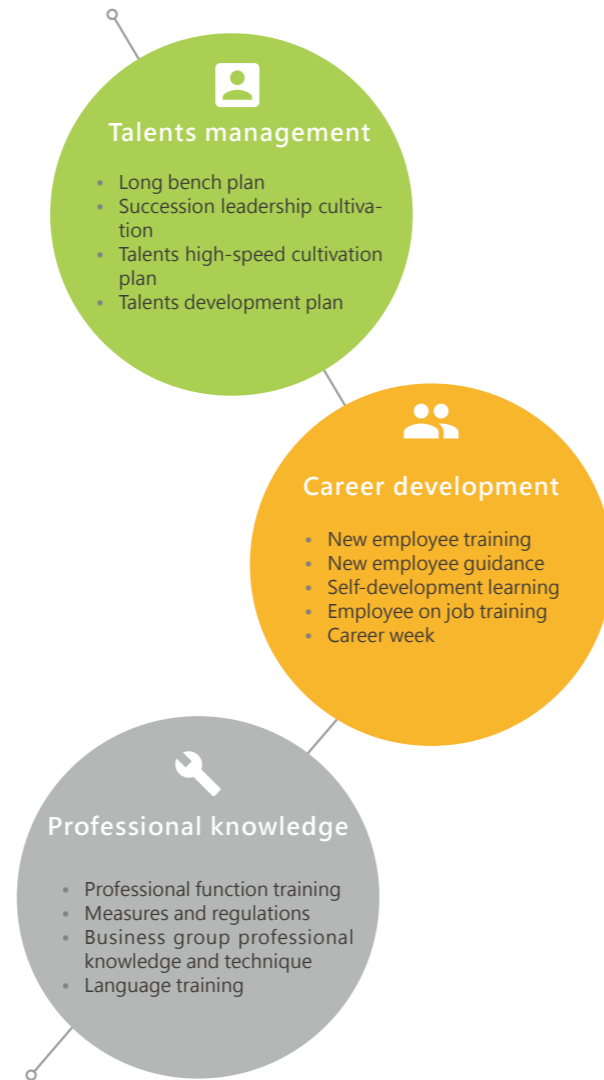 Talents management
• Long bench plan
• Succession leadership cultiva-
tion
• Talents high-speed cultivation
plan
• Talents development plan
Career development
• New employee training
• New employee guidance
• Self-development learning
• Employee on job training
• Career week
Professional knowledge
• Professional function training
• Measures and regulations
• Business group professional
knowledge and technique
• Language training